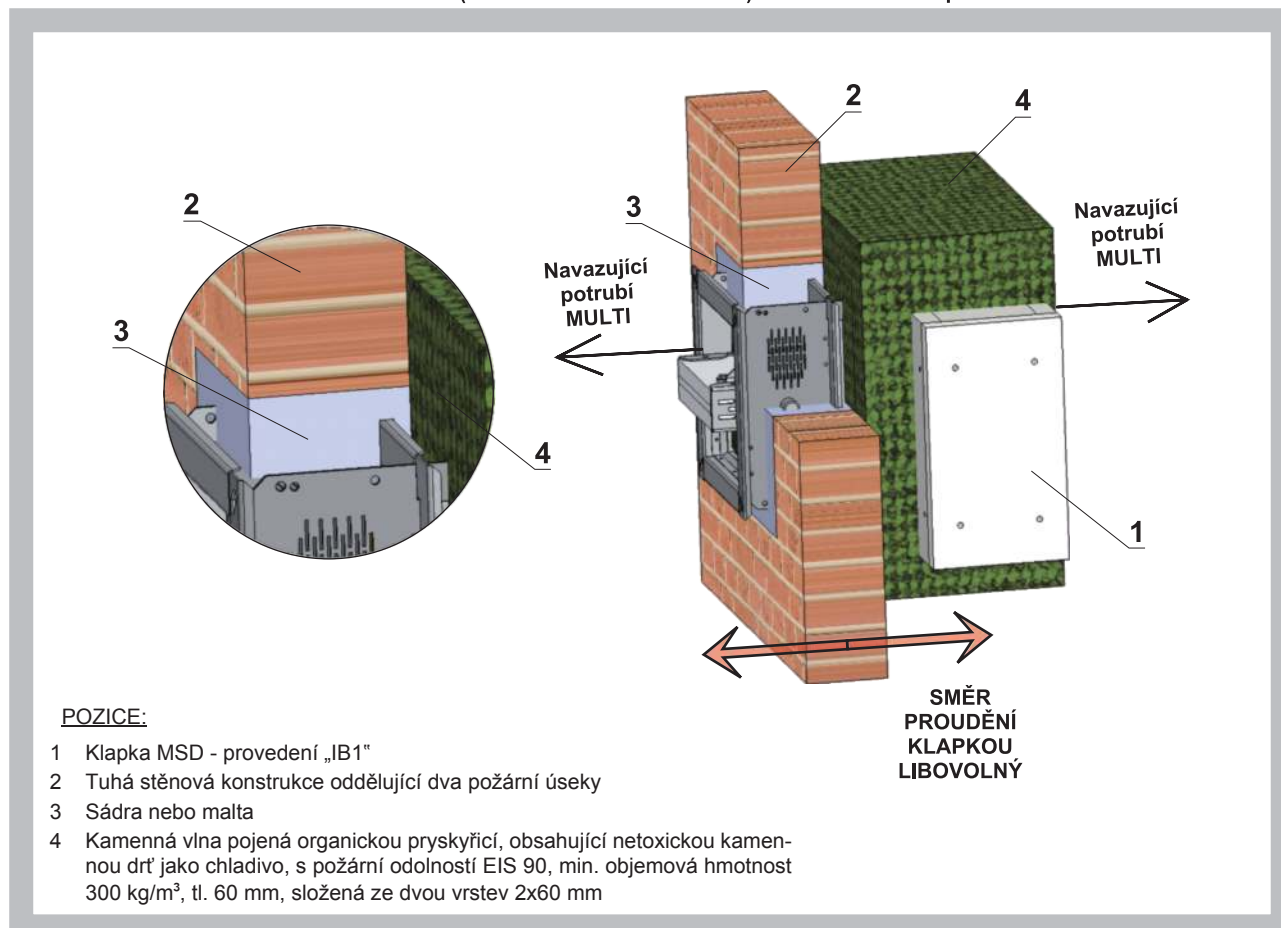 2
4
3
Navazující
potrubí
MULTI
Navazující
potrubí
MULTI
2
3
4
1
SMĚR
PROUDĚNÍ
KLAPKOU
LIBOVOLNÝ
POZICE:
1 Klapka MSD - provedení „IB1“
2 Tuhá stěnová konstrukce oddělující dva požární úseky
3 Sádra nebo malta
4 Kamenná vlna pojená organickou pryskyřicí, obsahující netoxickou kamen-
nou drť jako chladivo, s požární odolností EIS 90, min. objemová hmotnost
300 kg/m³, tl. 60 mm, složená ze dvou vrstev 2x60 mm